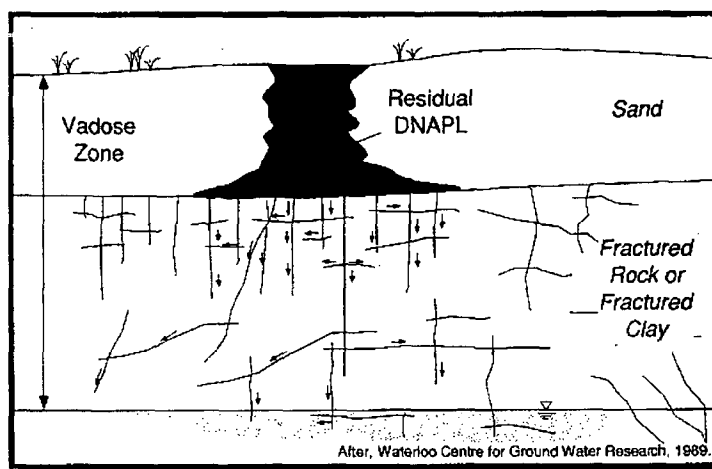 Vadose
Zone
Residual
DNAPL
Sand
Fractured
Rock or
Fractured
Clay
After, Waterloo Centre for Ground Water Research, 1989.